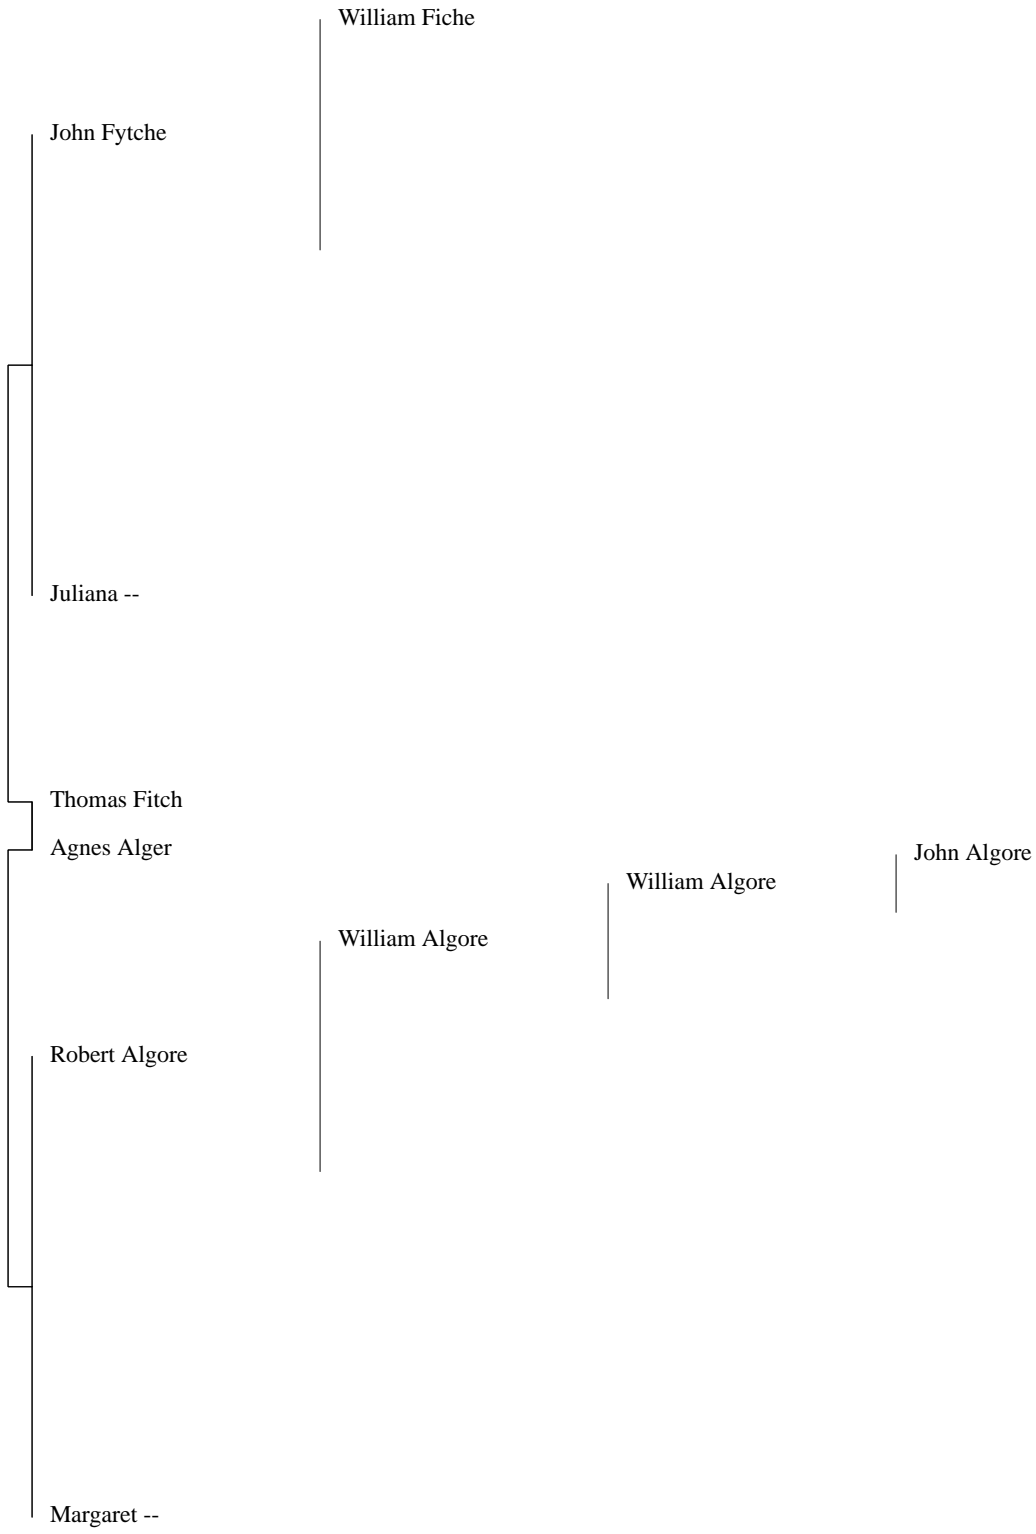 William Fiche
John Fytche
Juliana --
Thomas Fitch
Agnes Alger
John Algore
William Algore
William Algore
Robert Algore
Margaret --